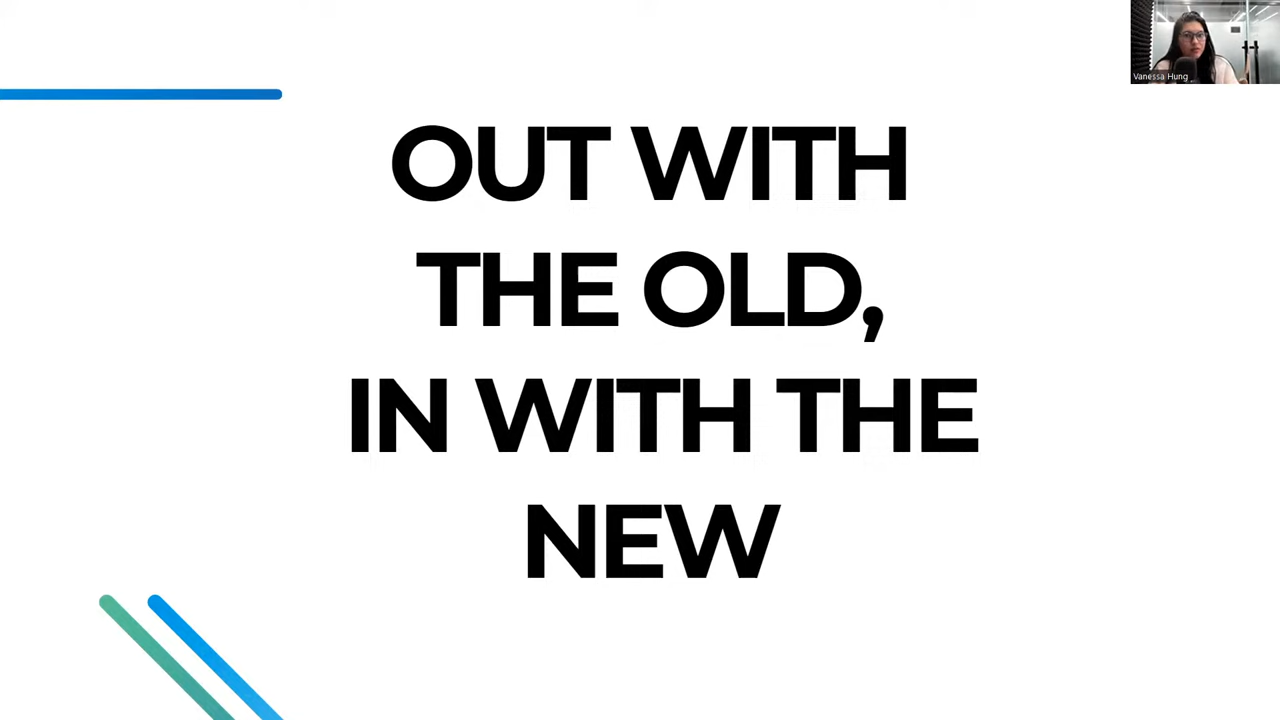 Vanessa Hung
OUT WITH
THE OLD,
IN WITH THE
NEW